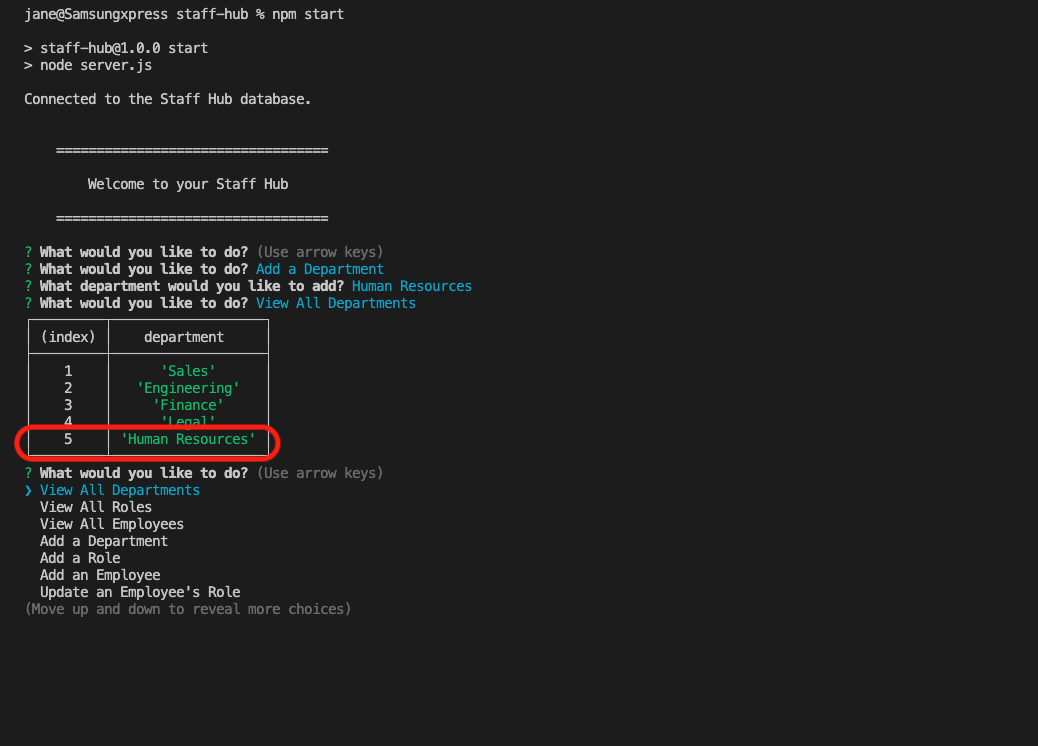 jane@Samsungxpress staff-hub % npm start
> staff-hub@1.0.0 start
> node server.js
Connected to the Staff Hub database.
==================================
Welcome to your Staff Hub
==================================
? What would you like to do? (Use arrow keys)
? What would you like to do? Add a Department
? What department would you like to add? Human Resources
? What would you like to do? View All Departments
(index) department
1 'Sales'
2 'Engineering'
3 'Finance'
4 'Legal'
5 'Human Resources'
? What would you like to do? (Use arrow keys)
❯ View All Departments
View All Roles
View All Employees
Add a Department
Add a Role
Add an Employee
Update an Employee's Role
(Move up and down to reveal more choices)